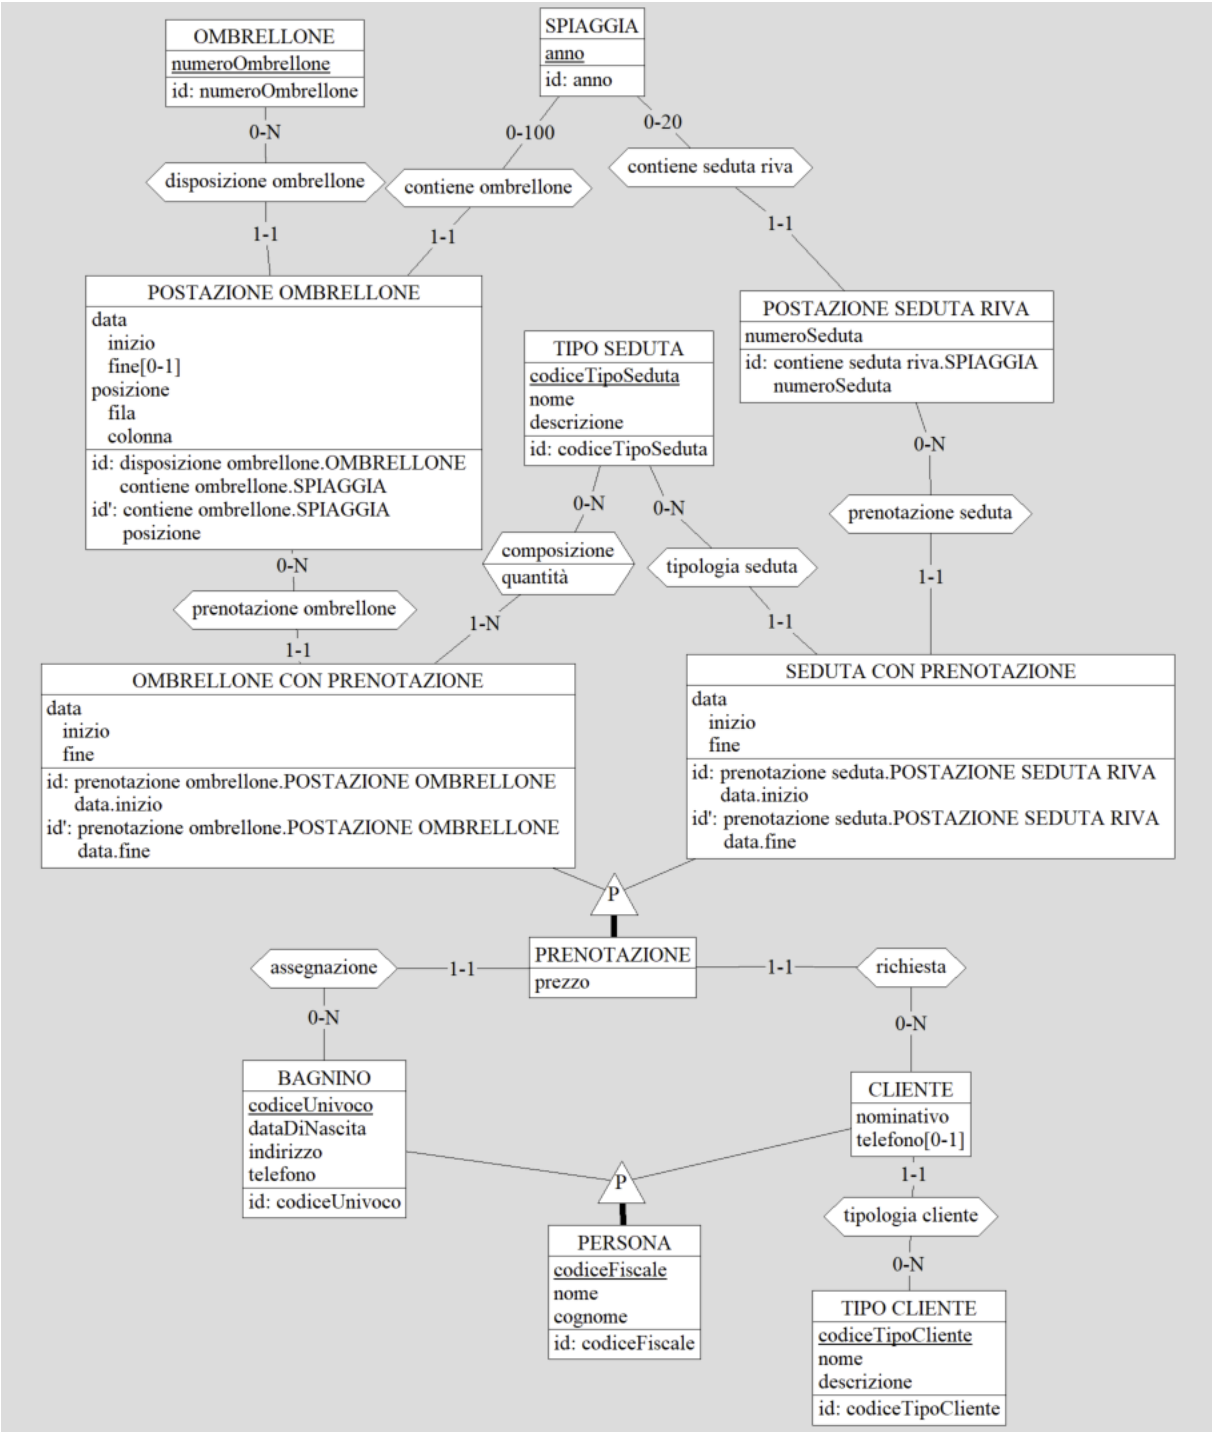 OMBRELLONE
numeroOmbrellone
id: numeroOmbrellone
SPIAGGIA
anno
id: anno
0-N
0-100
0-20
disposizione ombrellone
contiene ombrellone
contiene seduta riva
1-1
1-1
1-1
POSTAZIONE OMBRELLONE
data
inizio
fine[0-1]
posizione
fila
colonna
id: disposizione ombrellone.OMBRELLONE
contiene ombrellone.SPIAGGIA
id': contiene ombrellone.SPIAGGIA
posizione
TIPO SEDUTA
codiceTipoSeduta
nome
descrizione
id: codiceTipoSeduta
POSTAZIONE SEDUTA RIVA
numeroSeduta
id: contiene seduta riva.SPIAGGIA
numeroSeduta
0-N
0-N
0-N
0-N
prenotazione ombrellone
composizione
quantità
tipologia seduta
prenotazione seduta
1-1
1-N
1-1
1-1
OMBRELLONE CON PRENOTAZIONE
data
inizio
fine
id: prenotazione ombrellone.POSTAZIONE OMBRELLONE
data.inizio
id': prenotazione ombrellone.POSTAZIONE OMBRELLONE
data.fine
SEDUTA CON PRENOTAZIONE
data
inizio
fine
id: prenotazione seduta.POSTAZIONE SEDUTA RIVA
data.inizio
id': prenotazione seduta.POSTAZIONE SEDUTA RIVA
data.fine
P
PRENOTAZIONE
prezzo
assegnazione
1-1
1-1
richiesta
0-N
0-N
BAGNINO
codiceUnivoco
dataDiNascita
indirizzo
telefono
id: codiceUnivoco
CLIENTE
nominativo
telefono[0-1]
P
1-1
tipologia cliente
0-N
PERSONA
codiceFiscale
nome
cognome
id: codiceFiscale
TIPO CLIENTE
codiceTipoCliente
nome
descrizione
id: codiceTipoCliente